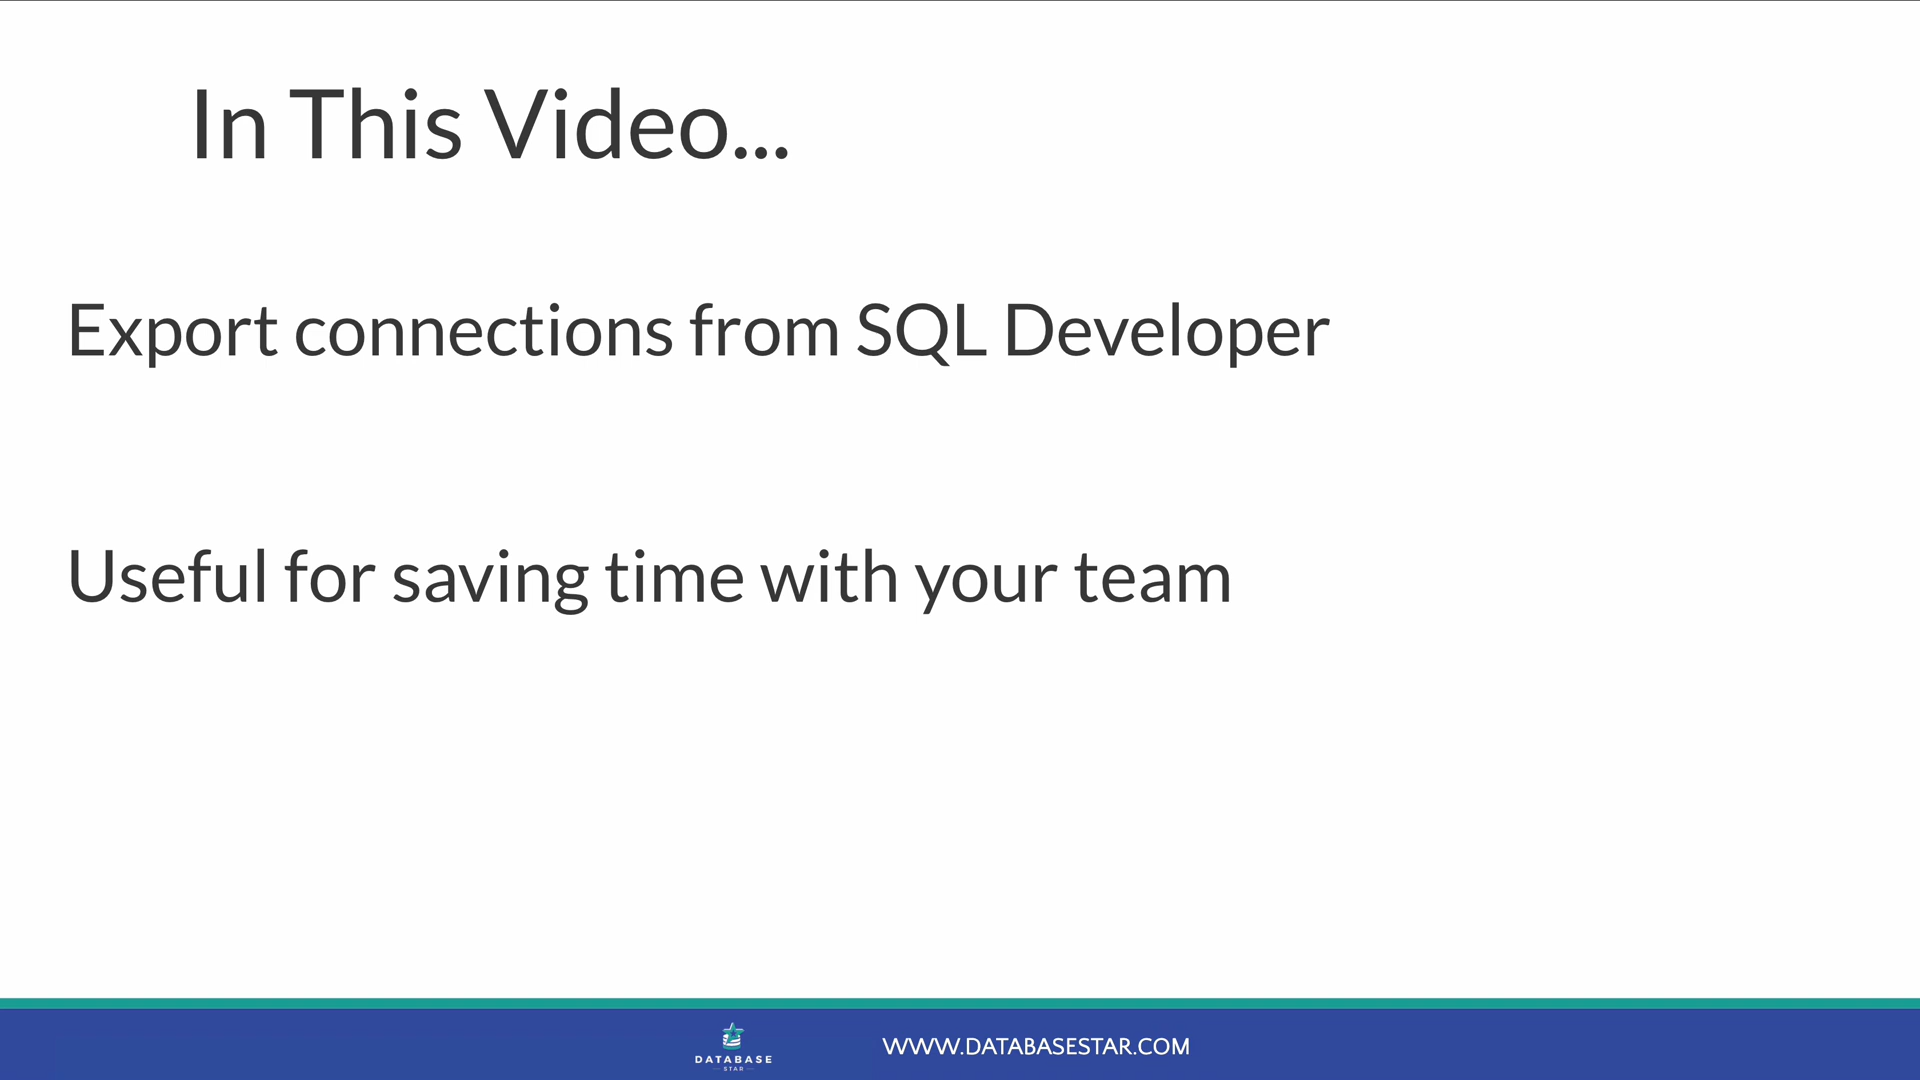 In This Video...
Export connections from SQL Developer
Useful for saving time with your team
DATABASE
STAR
WWW.DATABASESTAR.COM